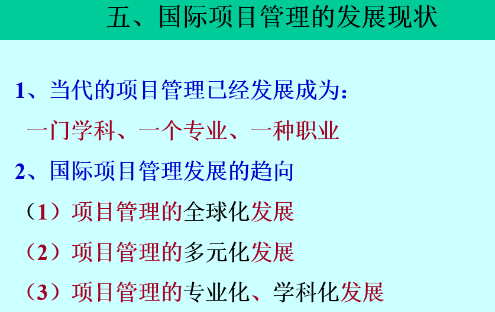 五、国际项目管理的发展现状
1、当代的项目管理已经发展成为:
一门学科、一个专业、一种职业
2、国际项目管理发展的趋向
（1）项目管理的全球化发展
（2）项目管理的多元化发展
（3）项目管理的专业化、学科化发展